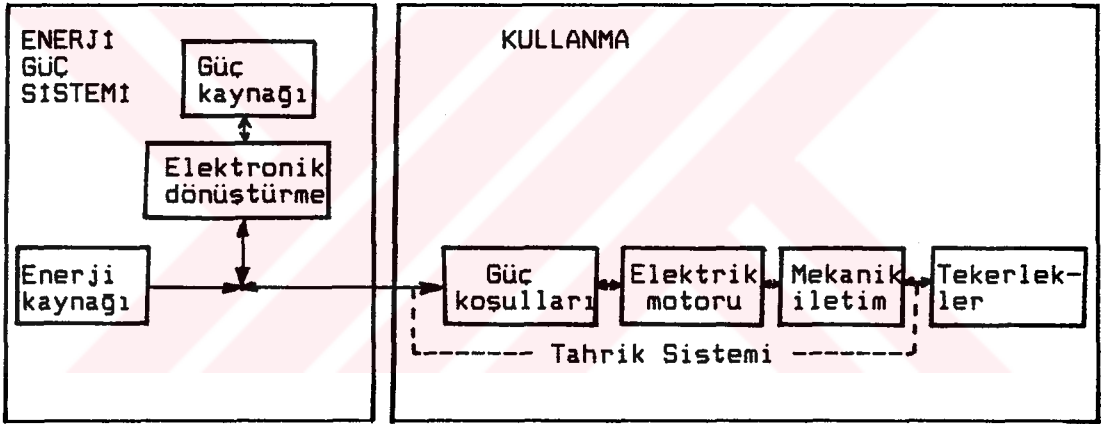 ENERJİ
GÜÇ
SİSTEMİ
Güç
kaynağı
Elektronik
dönüştürme
Enerji
kaynağı
KULLANMA
Güç
koşulları
Elektrik
motoru
Mekanik
iletim
Tekerlek-
ler
Tahrik Sistemi